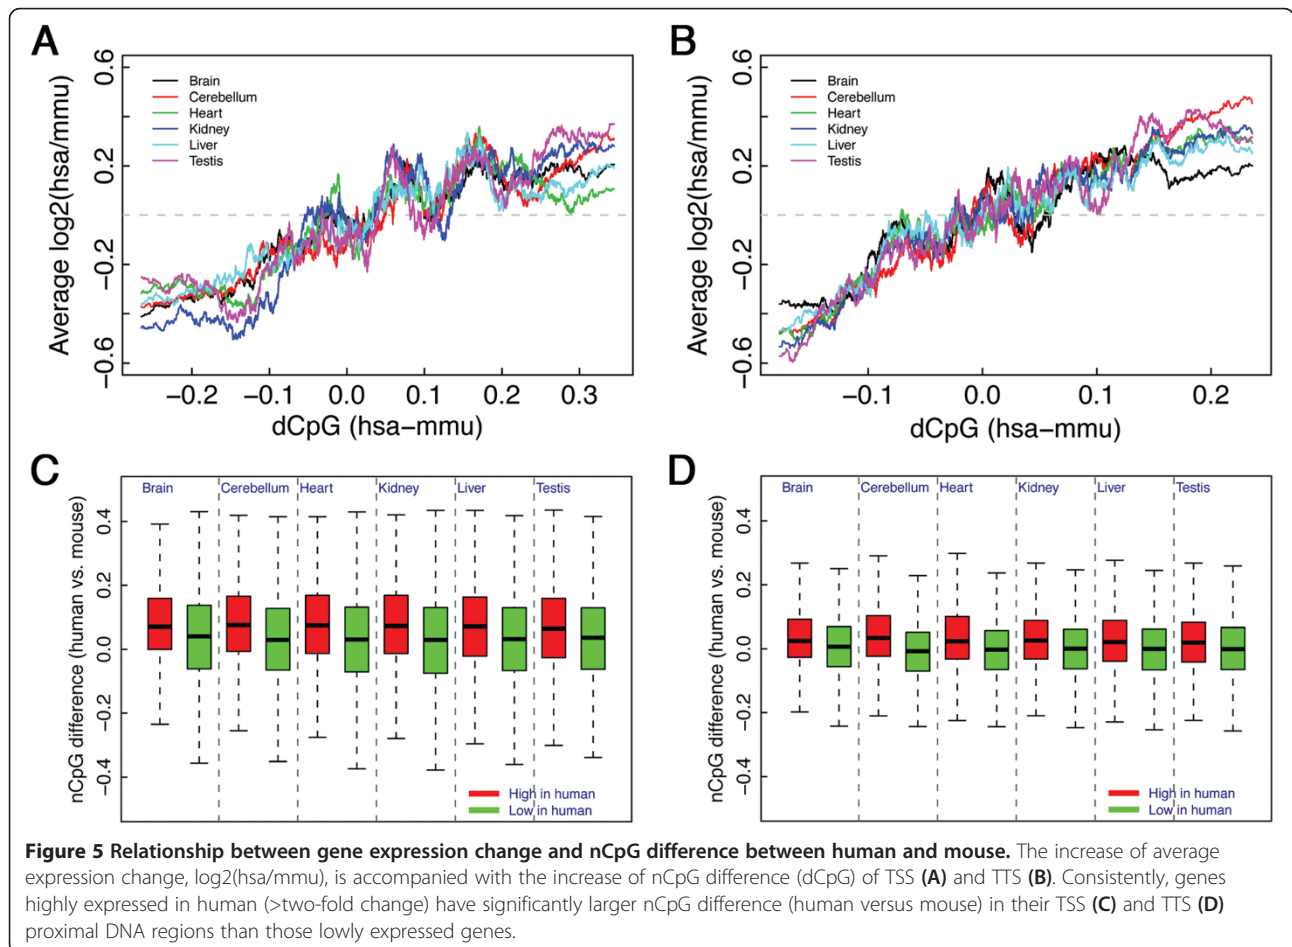 A
B
Average log2(hsa/mmu)
0.6
0.2
−0.2
−0.6
Brain
Cerebellum
Heart
Kidney
Liver
Testis
−0.2 −0.1 0.0 0.1 0.2 0.3
dCpG (hsa−mmu)
Average log2(hsa/mmu)
0.6
0.2
−0.2
−0.6
Brain
Cerebellum
Heart
Kidney
Liver
Testis
−0.1 0.0 0.1 0.2
dCpG (hsa−mmu)
C
D
nCpG difference (human vs. mouse)
0.4
0.2
0.0
−0.2
−0.4
Brain Cerebellum Heart Kidney Liver Testis
High in human
Low in human
nCpG difference (human vs. mouse)
0.4
0.2
0.0
−0.2
−0.4
Brain Cerebellum Heart Kidney Liver Testis
High in human
Low in human
Figure 5 Relationship between gene expression change and nCpG difference between human and mouse. The increase of average
expression change, log2(hsa/mmu), is accompanied with the increase of nCpG difference (dCpG) of TSS (A) and TTS (B). Consistently, genes
highly expressed in human (>two-fold change) have significantly larger nCpG difference (human versus mouse) in their TSS (C) and TTS (D)
proximal DNA regions than those lowly expressed genes.